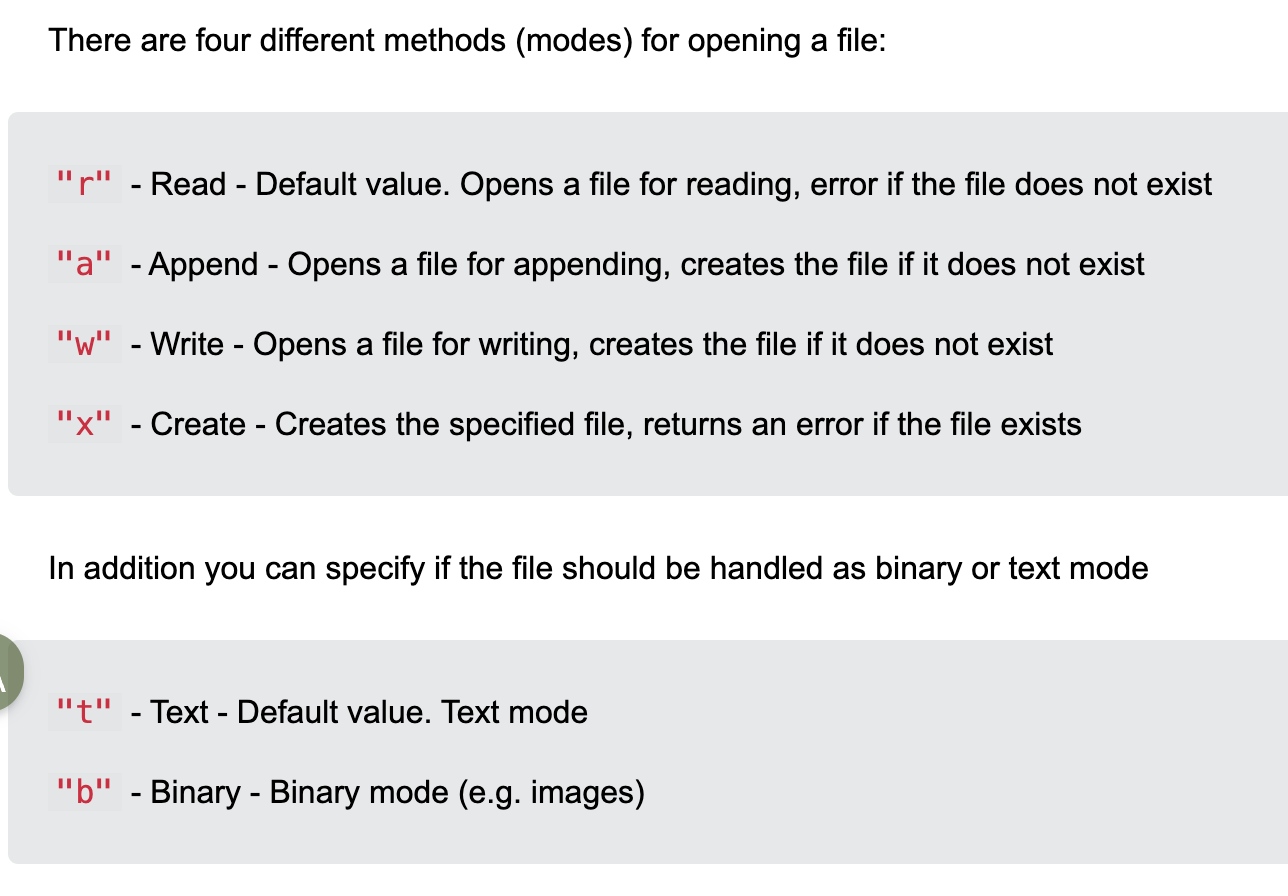 There are four different methods (modes) for opening a file:
"r" - Read - Default value. Opens a file for reading, error if the file does not exist
"a" - Append - Opens a file for appending, creates the file if it does not exist
"w" - Write - Opens a file for writing, creates the file if it does not exist
"x" - Create - Creates the specified file, returns an error if the file exists
In addition you can specify if the file should be handled as binary or text mode
"t" - Text - Default value. Text mode
"b" - Binary - Binary mode (e.g. images)